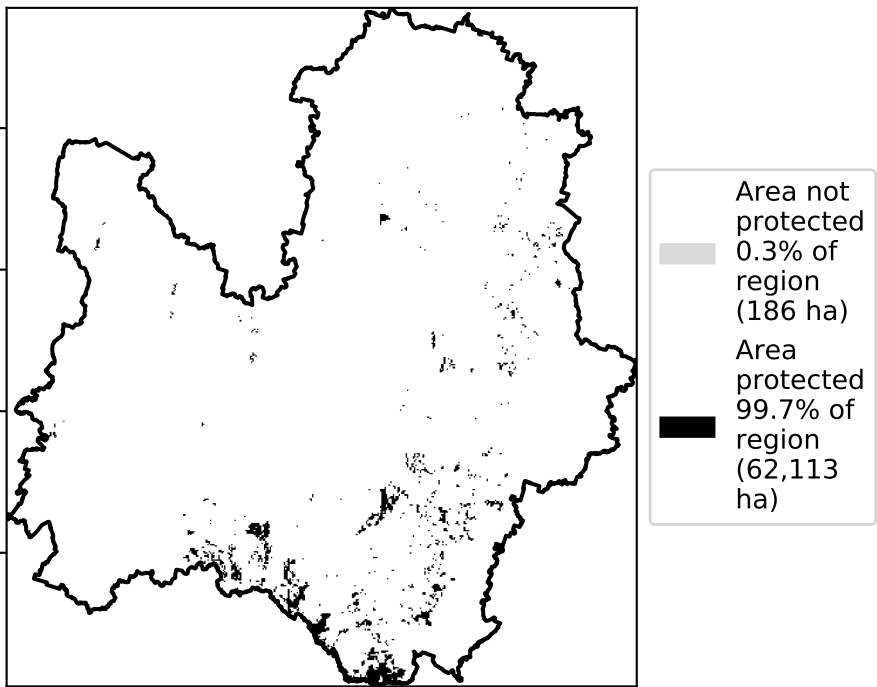 Area not
protected
0.3% of
region
(186 ha)
Area
protected
99.7% of
region
(62,113
ha)